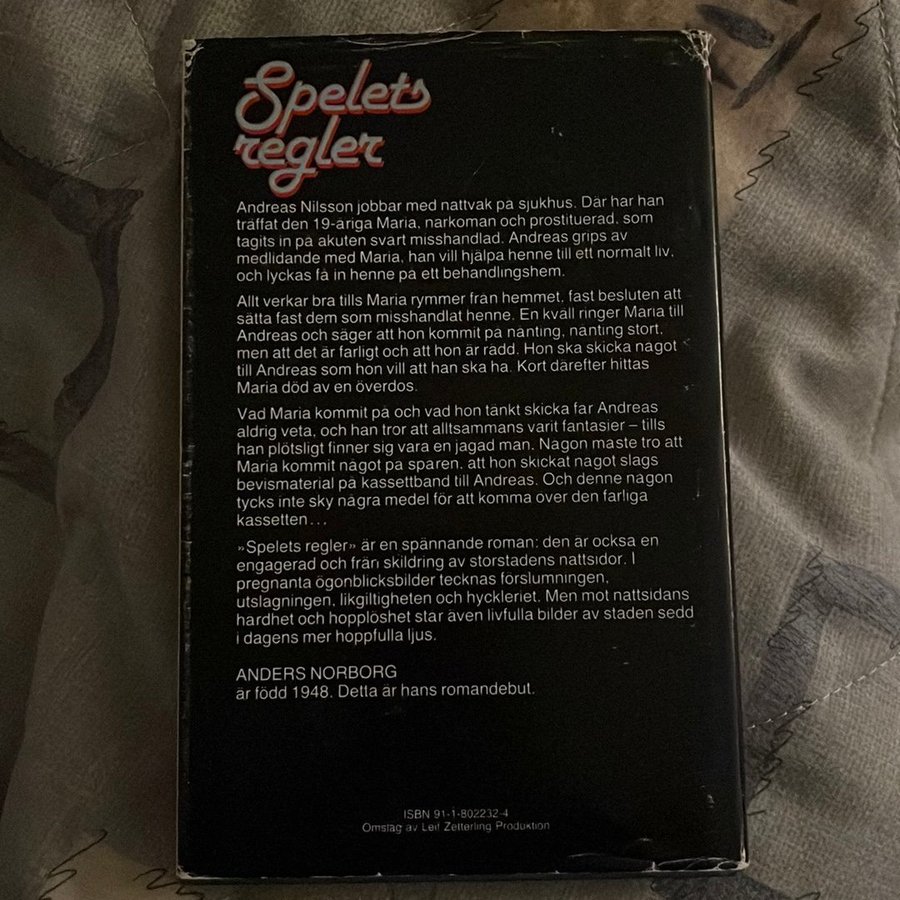 Spelets
regler
Andreas Nilsson jobbar med nattvak på sjukhus. Där har han
träffat den 19-åriga Maria, narkoman och prostituerad, som
tagits in på akuten svart misshandlad. Andreas grips av
medlidande med Maria, han vill hjälpa henne till ett normalt liv,
och lyckas få in henne på ett behandlingshem.
Allt verkar bra tills Maria rymmer från hemmet, fast besluten att
sätta fast dem som misshandlat henne. En kväll ringer Maria till
Andreas och säger att hon kommit på nånting, nånting stort,
men att det är farligt och att hon är rädd. Hon ska skicka något
till Andreas som hon vill att han ska ha. Kort därefter hittas
Maria död av en överdos.
Vad Maria kommit på och vad hon tänkt skicka får Andreas
aldrig veta, och han tror att alltsammans varit fantasier – tills
han plötsligt finner sig vara en jagad man. Någon måste tro att
Maria kommit något på spåren, att hon skickat något slags
bevismaterial på kassettband till Andreas. Och denne någon
tycks inte sky några medel för att komma över den farliga
kassetten...
»Spelets regler» är en spännande roman: den är också en
engagerad och frän skildring av storstadens nattsidor. I
pregnanta ögonblicksbilder tecknas förslumningen,
utslagningen, likgiltigheten och hyckleriet. Men mot nattsidans
hårdhet och hopplöshet står även livfulla bilder av staden sedd
i dagens mer hoppfulla ljus.
ANDERS NORBORG
är född 1948. Detta är hans romandebut.
ISBN 91-1-802232-4
Omslag av Leif Zetterling Produktion